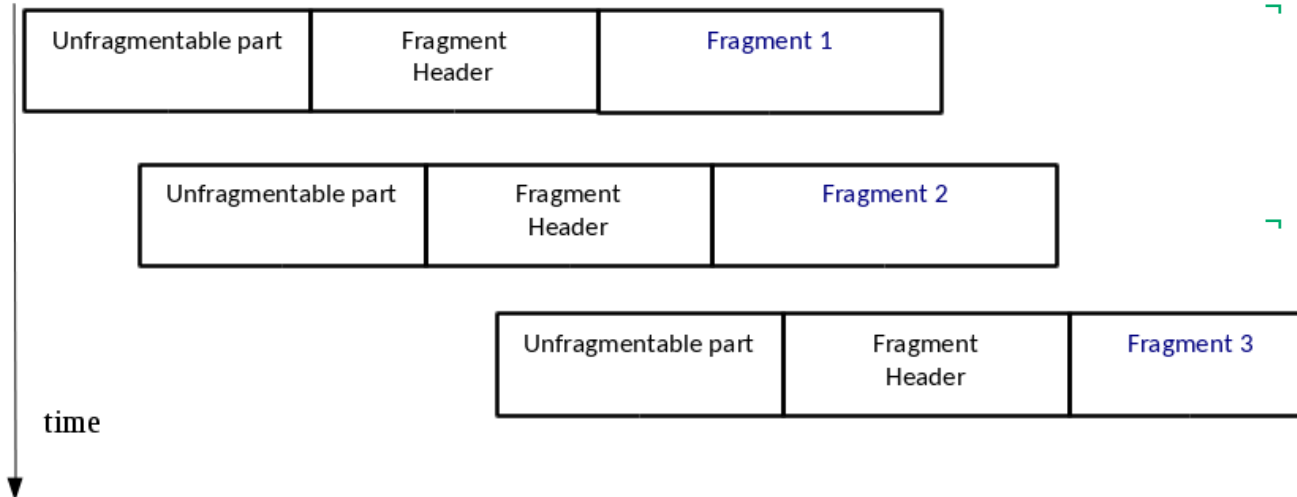 Unfragmentable part
Fragment
Header
Fragment 1
Unfragmentable part
Fragment
Header
Fragment 2
Unfragmentable part
Fragment
Header
Fragment 3
time